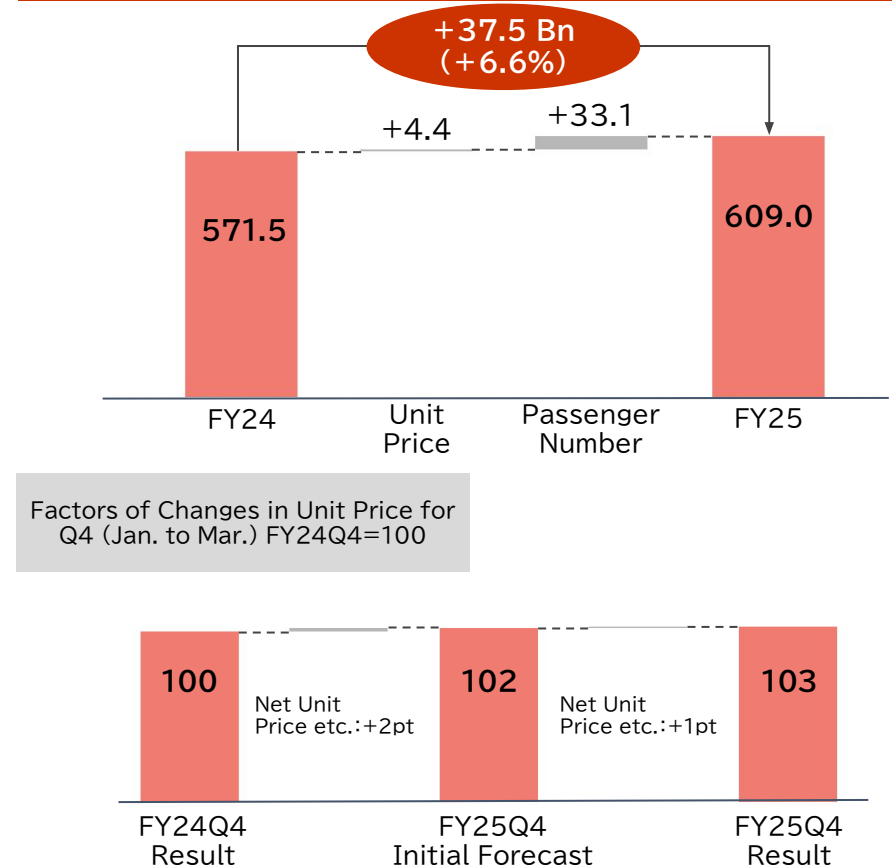 +37.5 Bn
(+6.6%)
+4.4
+33.1
571.5
609.0
FY24
Unit
Price
Passenger
Number
FY25
Factors of Changes in Unit Price for
Q4 (Jan. to Mar.) FY24Q4=100
100
Net Unit
Price etc.:+2pt
102
Net Unit
Price etc.:+1pt
103
FY24Q4
Result
FY25Q4
Initial Forecast
FY25Q4
Result